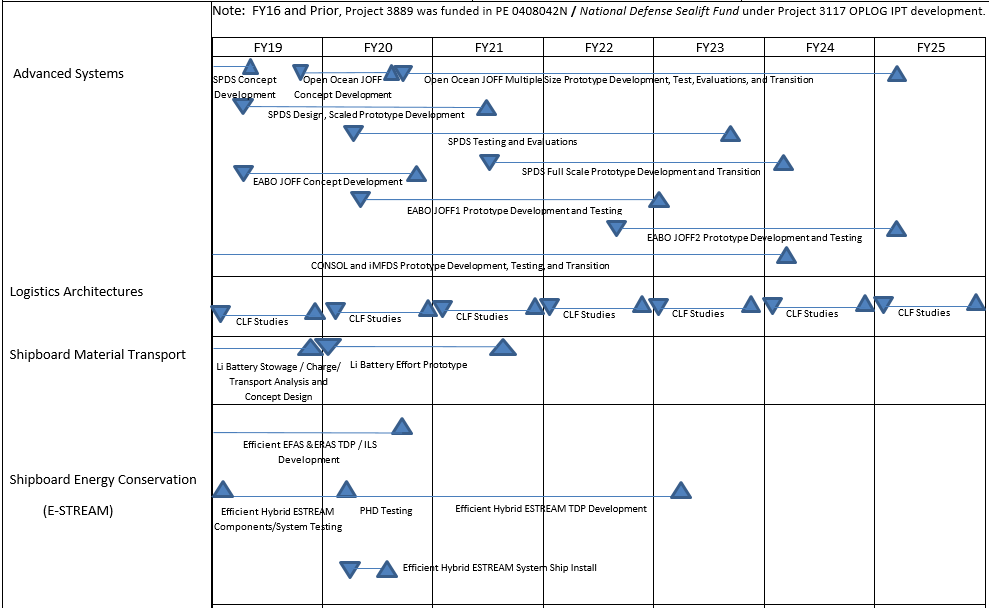 Note: FY16 and Prior, Project 3889 was funded in PE 0408042N / National Defense Sealift Fund under Project 3117 OPLOG IPT development.
FY19 FY20 FY21 FY22 FY23 FY24 FY25
Advanced Systems
SPDS Concept
Development
Open Ocean JOFF
Concept Development
Open Ocean JOFF Multiple Size Prototype Development, Test, Evaluations, and Transition
SPDS Design, Scaled Prototype Development
SPDS Testing and Evaluations
SPDS Full Scale Prototype Development and Transition
EABO JOFF Concept Development
EABO JOFF1 Prototype Development and Testing
EABO JOFF2 Prototype Development and Testing
CONSOL and iMFDS Prototype Development, Testing, and Transition
Logistics Architectures
CLF Studies CLF Studies CLF Studies CLF Studies CLF Studies CLF Studies CLF Studies
Shipboard Material Transport
Li Battery Stowage / Charge/
Transport Analysis and
Concept Design
Li Battery Effort Prototype
Efficient EFAS & ERAS TDP / ILS
Development
Shipboard Energy Conservation
(E-STREAM)
Efficient Hybrid ESTREAM
Components/System Testing
PHD Testing
Efficient Hybrid ESTREAM TDP Development
Efficient Hybrid ESTREAM System Ship Install